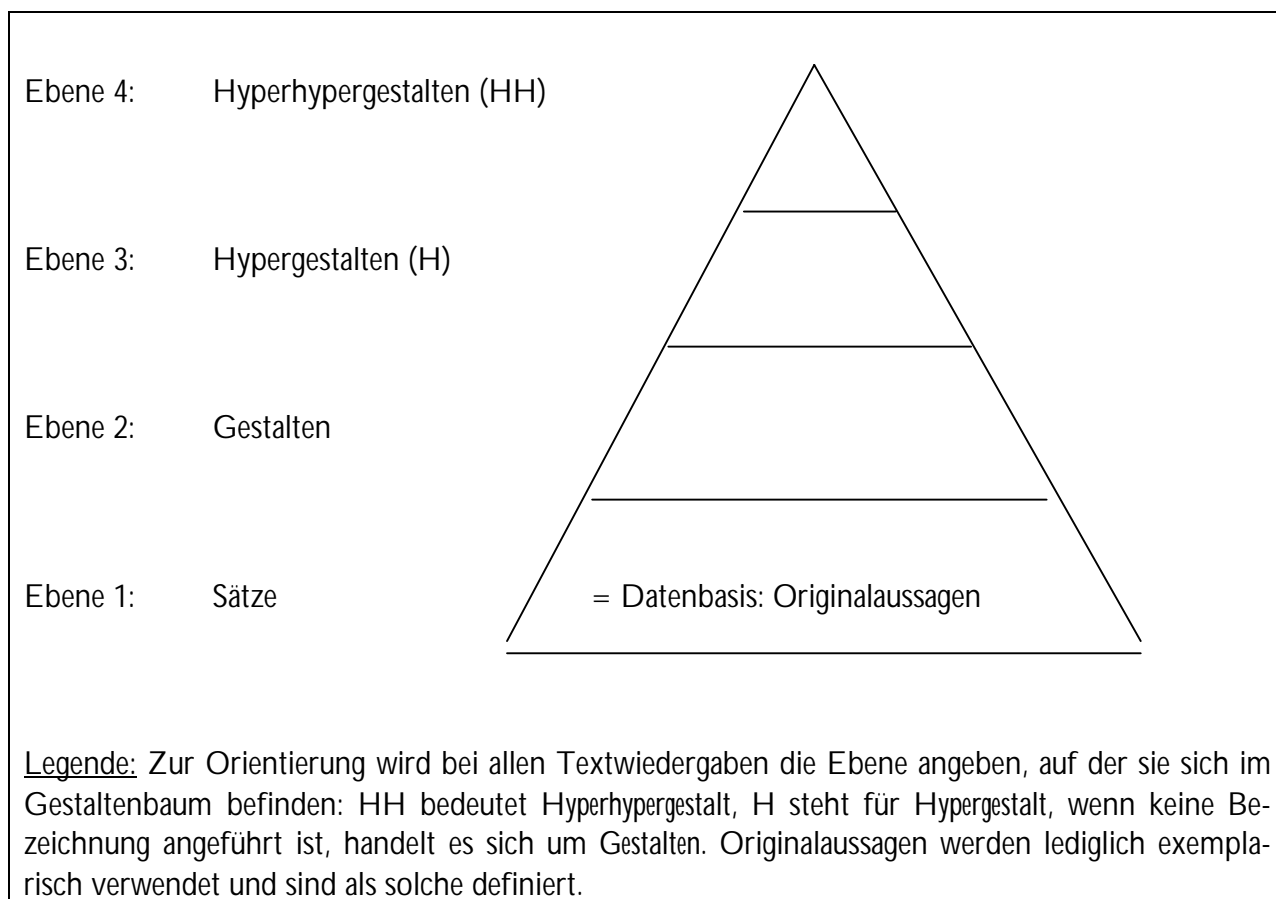 Ebene 4: Hyperhypergestalten (HH)
Ebene 3: Hypergestalten (H)
Ebene 2: Gestalten
Ebene 1: Sätze = Datenbasis: Originalaussagen
Legende: Zur Orientierung wird bei allen Textwiedergaben die Ebene angeben, auf der sie sich im
Gestaltenbaum befinden: HH bedeutet Hyperhypergestalt, H steht für Hypergestalt, wenn keine Be-
zeichnung angeführt ist, handelt es sich um Gestalten. Originalaussagen werden lediglich exempla-
risch verwendet und sind als solche definiert.